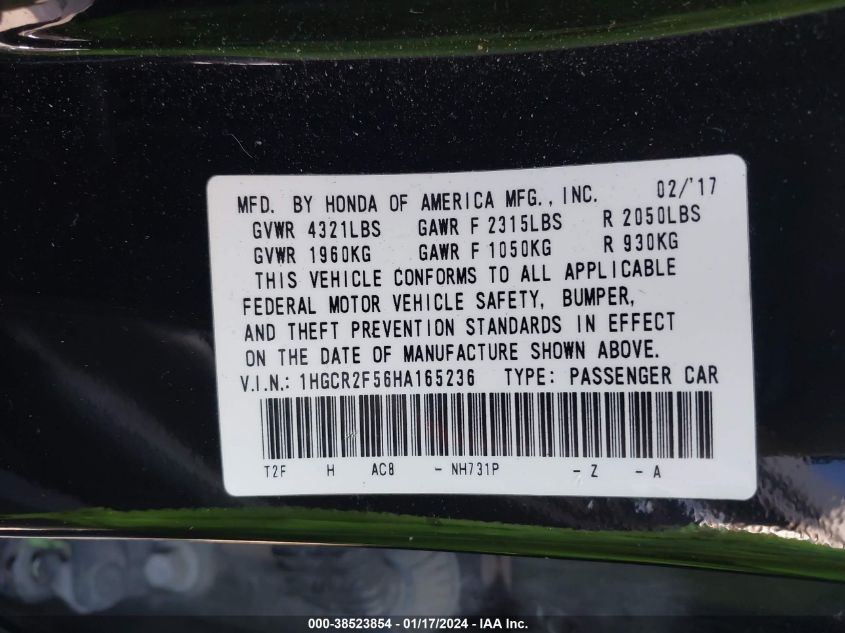 MFD. BY HONDA OF AMERICA MFG., INC. 02/'17
GVWR 4321LBS GAWR F 2315LBS R 2050LBS
GVWR 1960KG GAWR F 1050KG R 930KG
THIS VEHICLE CONFORMS TO ALL APPLICABLE
FEDERAL MOTOR VEHICLE SAFETY, BUMPER,
AND THEFT PREVENTION STANDARDS IN EFFECT
ON THE DATE OF MANUFACTURE SHOWN ABOVE.
V.I.N.: 1HGCR2F56HA165236 TYPE: PASSENGER CAR
T2F H AC8 - NH731P - Z - A
000-38523854 - 01/17/2024 - IAA Inc.